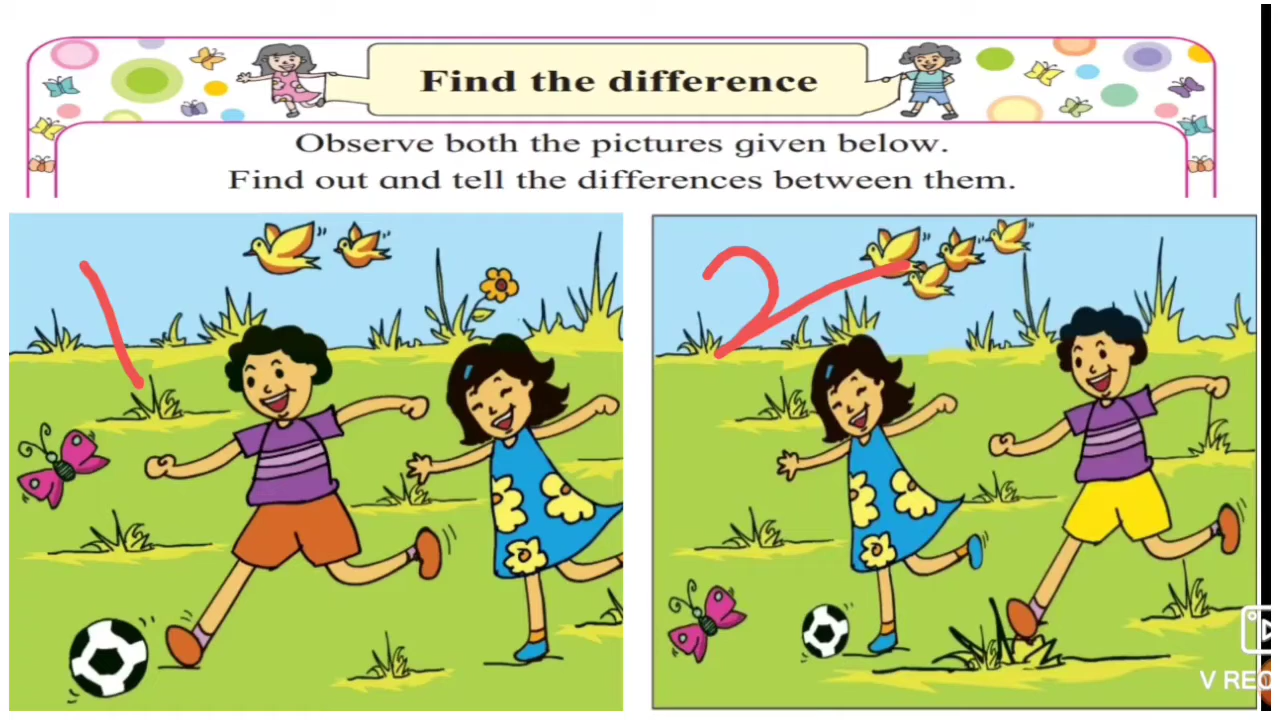 Find the difference
Observe both the pictures given below.
Find out and tell the differences between them.
1
2
V REC